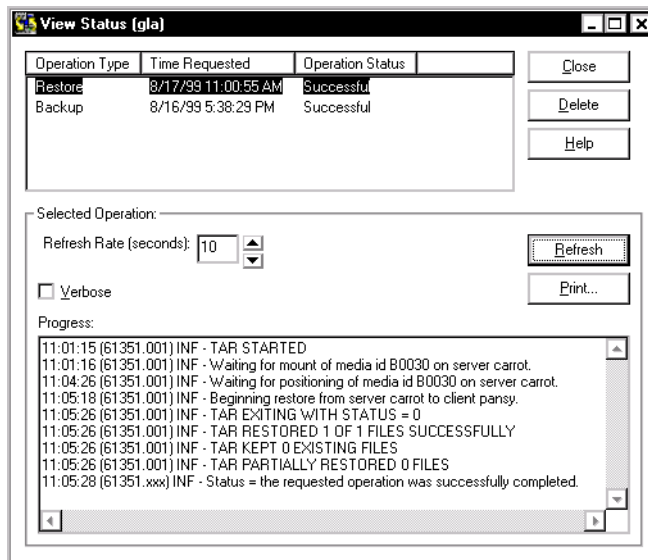 View Status (gla)
Operation Type Time Requested Operation Status
Close
Restore 8/17/99 11:00:55 AM Successful
Backup 8/16/99 5:38:29 PM Successful
Delete
Help
Selected Operation:
Refresh Rate (seconds): 10
Refresh
Verbose
Print...
Progress:
11:01:15 (61351.001) INF - TAR STARTED
11:01:16 (61351.001) INF - Waiting for mount of media id B0030 on server carrot.
11:04:26 (61351.001) INF - Waiting for positioning of media id B0030 on server carrot.
11:05:18 (61351.001) INF - Beginning restore from server carrot to client pansy.
11:05:26 (61351.001) INF - TAR EXITING WITH STATUS = 0
11:05:26 (61351.001) INF - TAR RESTORED 1 OF 1 FILES SUCCESSFULLY
11:05:26 (61351.001) INF - TAR KEPT 0 EXISTING FILES
11:05:26 (61351.001) INF - TAR PARTIALLY RESTORED 0 FILES
11:05:28 (61351.xxx) INF - Status = the requested operation was successfully completed.